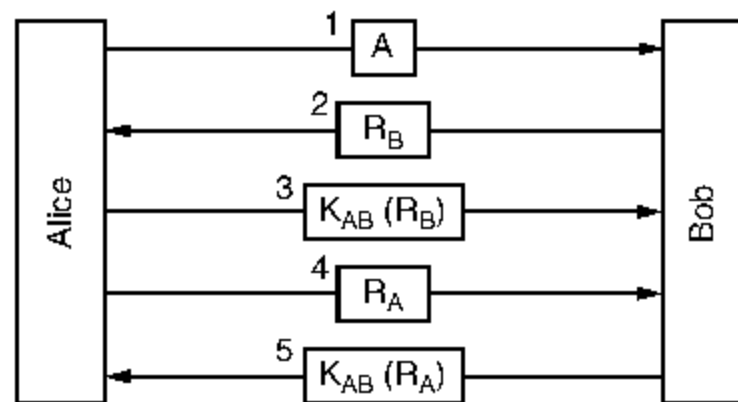 Alice
1 A
2 R_B
3 K_AB (R_B)
4 R_A
5 K_AB (R_A)
Bob